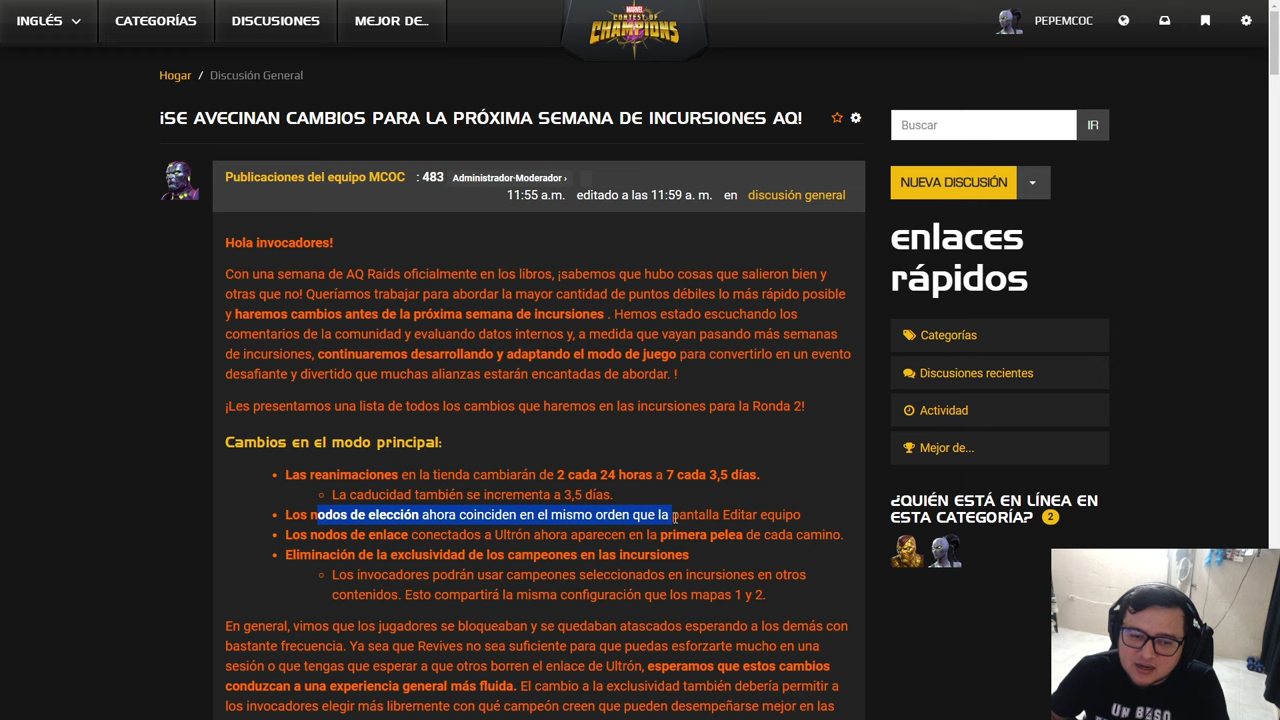 INGLÉS
CATEGORÍAS
DISCUSIONES
MEJOR DE...
MARVEL
CONTEST OF
CHAMPIONS
PEPEMCOC
Hogar / Discusión General
¡SE AVECINAN CAMBIOS PARA LA PRÓXIMA SEMANA DE INCURSIONES AQ!
Publicaciones del equipo MCOC : 483 Administrador-Moderador ›
11:55 a.m. editado a las 11:59 a. m. en discusión general
Hola invocadores!
Con una semana de AQ Raids oficialmente en los libros, ¡sabemos que hubo cosas que salieron bien y
otras que no! Queríamos trabajar para abordar la mayor cantidad de puntos débiles lo más rápido posible
y haremos cambios antes de la próxima semana de incursiones . Hemos estado escuchando los
comentarios de la comunidad y evaluando datos internos y, a medida que vayan pasando más semanas
de incursiones, continuaremos desarrollando y adaptando el modo de juego para convertirlo en un evento
desafiante y divertido que muchas alianzas estarán encantadas de abordar. !
¡Les presentamos una lista de todos los cambios que haremos en las incursiones para la Ronda 2!
Cambios en el modo principal:
• Las reanimaciones en la tienda cambiarán de 2 cada 24 horas a 7 cada 3,5 días.
○ La caducidad también se incrementa a 3,5 días.
• Los nodos de elección ahora coinciden en el mismo orden que la pantalla Editar equipo
• Los nodos de enlace conectados a Ultrón ahora aparecen en la primera pelea de cada camino.
• Eliminación de la exclusividad de los campeones en las incursiones
○ Los invocadores podrán usar campeones seleccionados en incursiones en otros
contenidos. Esto compartirá la misma configuración que los mapas 1 y 2.
En general, vimos que los jugadores se bloqueaban y se quedaban atascados esperando a los demás con
bastante frecuencia. Ya sea que Revives no sea suficiente para que puedas esforzarte mucho en una
sesión o que tengas que esperar a que otros borren el enlace de Ultrón, esperamos que estos cambios
conduzcan a una experiencia general más fluida. El cambio a la exclusividad también debería permitir a
los invocadores elegir más libremente con qué campeón creen que pueden desempeñarse mejor en las
Buscar
IR
NUEVA DISCUSIÓN
enlaces
rápidos
Categorías
Discusiones recientes
Actividad
Mejor de...
¿QUIÉN ESTÁ EN LÍNEA EN
ESTA CATEGORÍA? 2